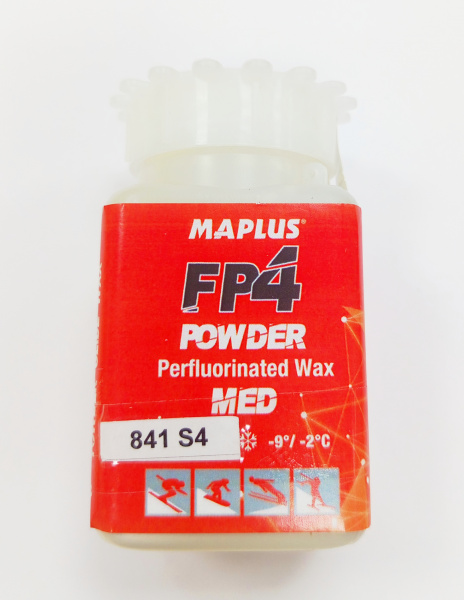 MAPLUS®
FP4
POWDER
Perfluorinated Wax
MED
841 S4
-9°/ -2°C